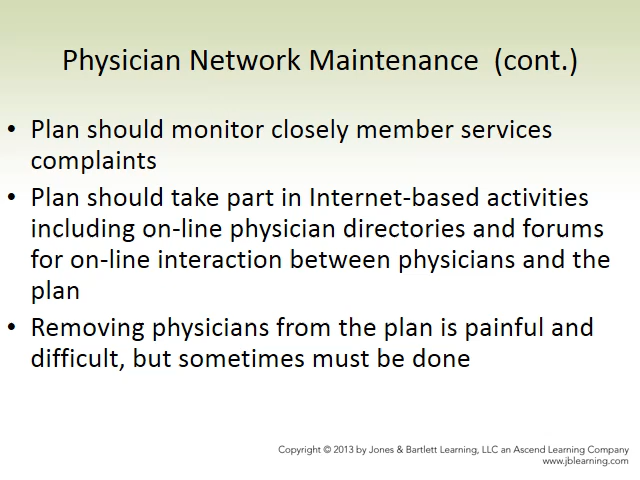 Physician Network Maintenance  (cont.)
• Plan should monitor closely member services
complaints
• Plan should take part in Internet-based activities
including on-line physician directories and forums
for on-line interaction between physicians and the
plan
• Removing physicians from the plan is painful and
difficult, but sometimes must be done
Copyright © 2013 by Jones & Bartlett Learning, LLC an Ascend Learning Company
www.jblearning.com